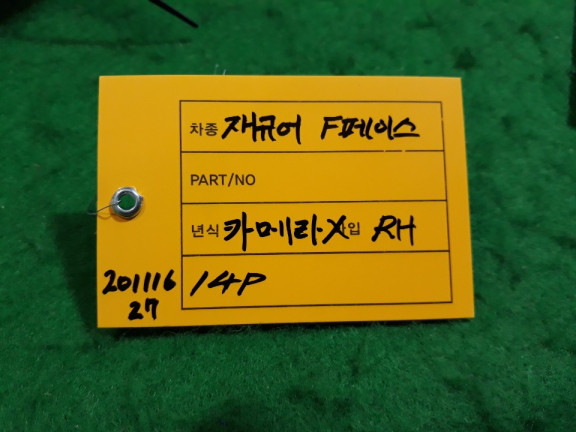 차종 재규어 F페이스
PART/NO
년식 카메라·X 입 RH
14P
201116
27